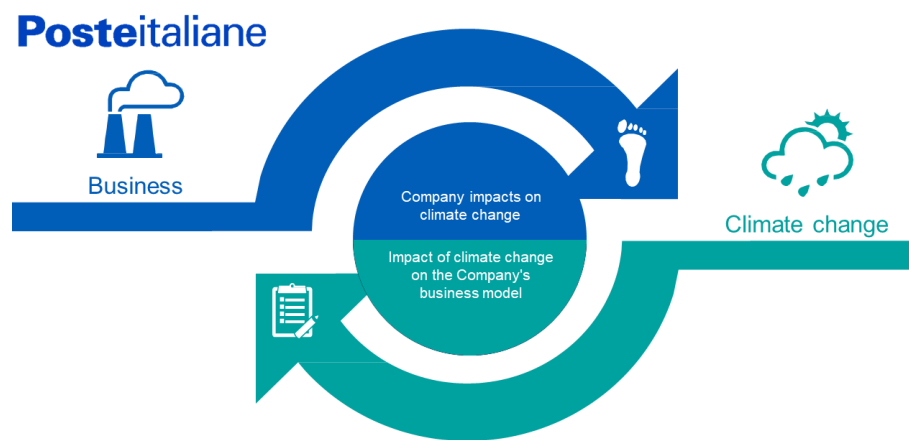 Posteitaliane
Business
Company impacts on
climate change
Climate change
Impact of climate change
on the Company's
business model